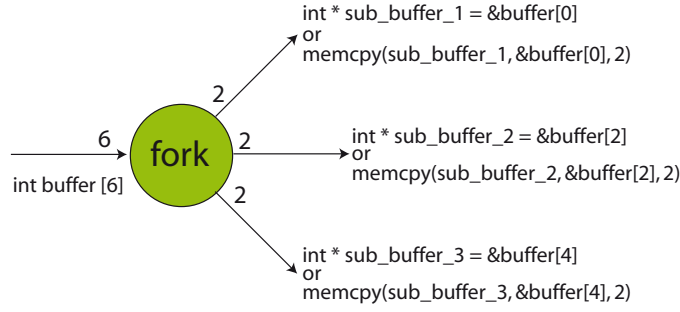 int * sub_buffer_1 = &buffer[0]
or
memcpy(sub_buffer_1, &buffer[0], 2)
2
6
fork
2
int * sub_buffer_2 = &buffer[2]
or
memcpy(sub_buffer_2, &buffer[2], 2)
int buffer [6]
2
int * sub_buffer_3 = &buffer[4]
or
memcpy(sub_buffer_3, &buffer[4], 2)